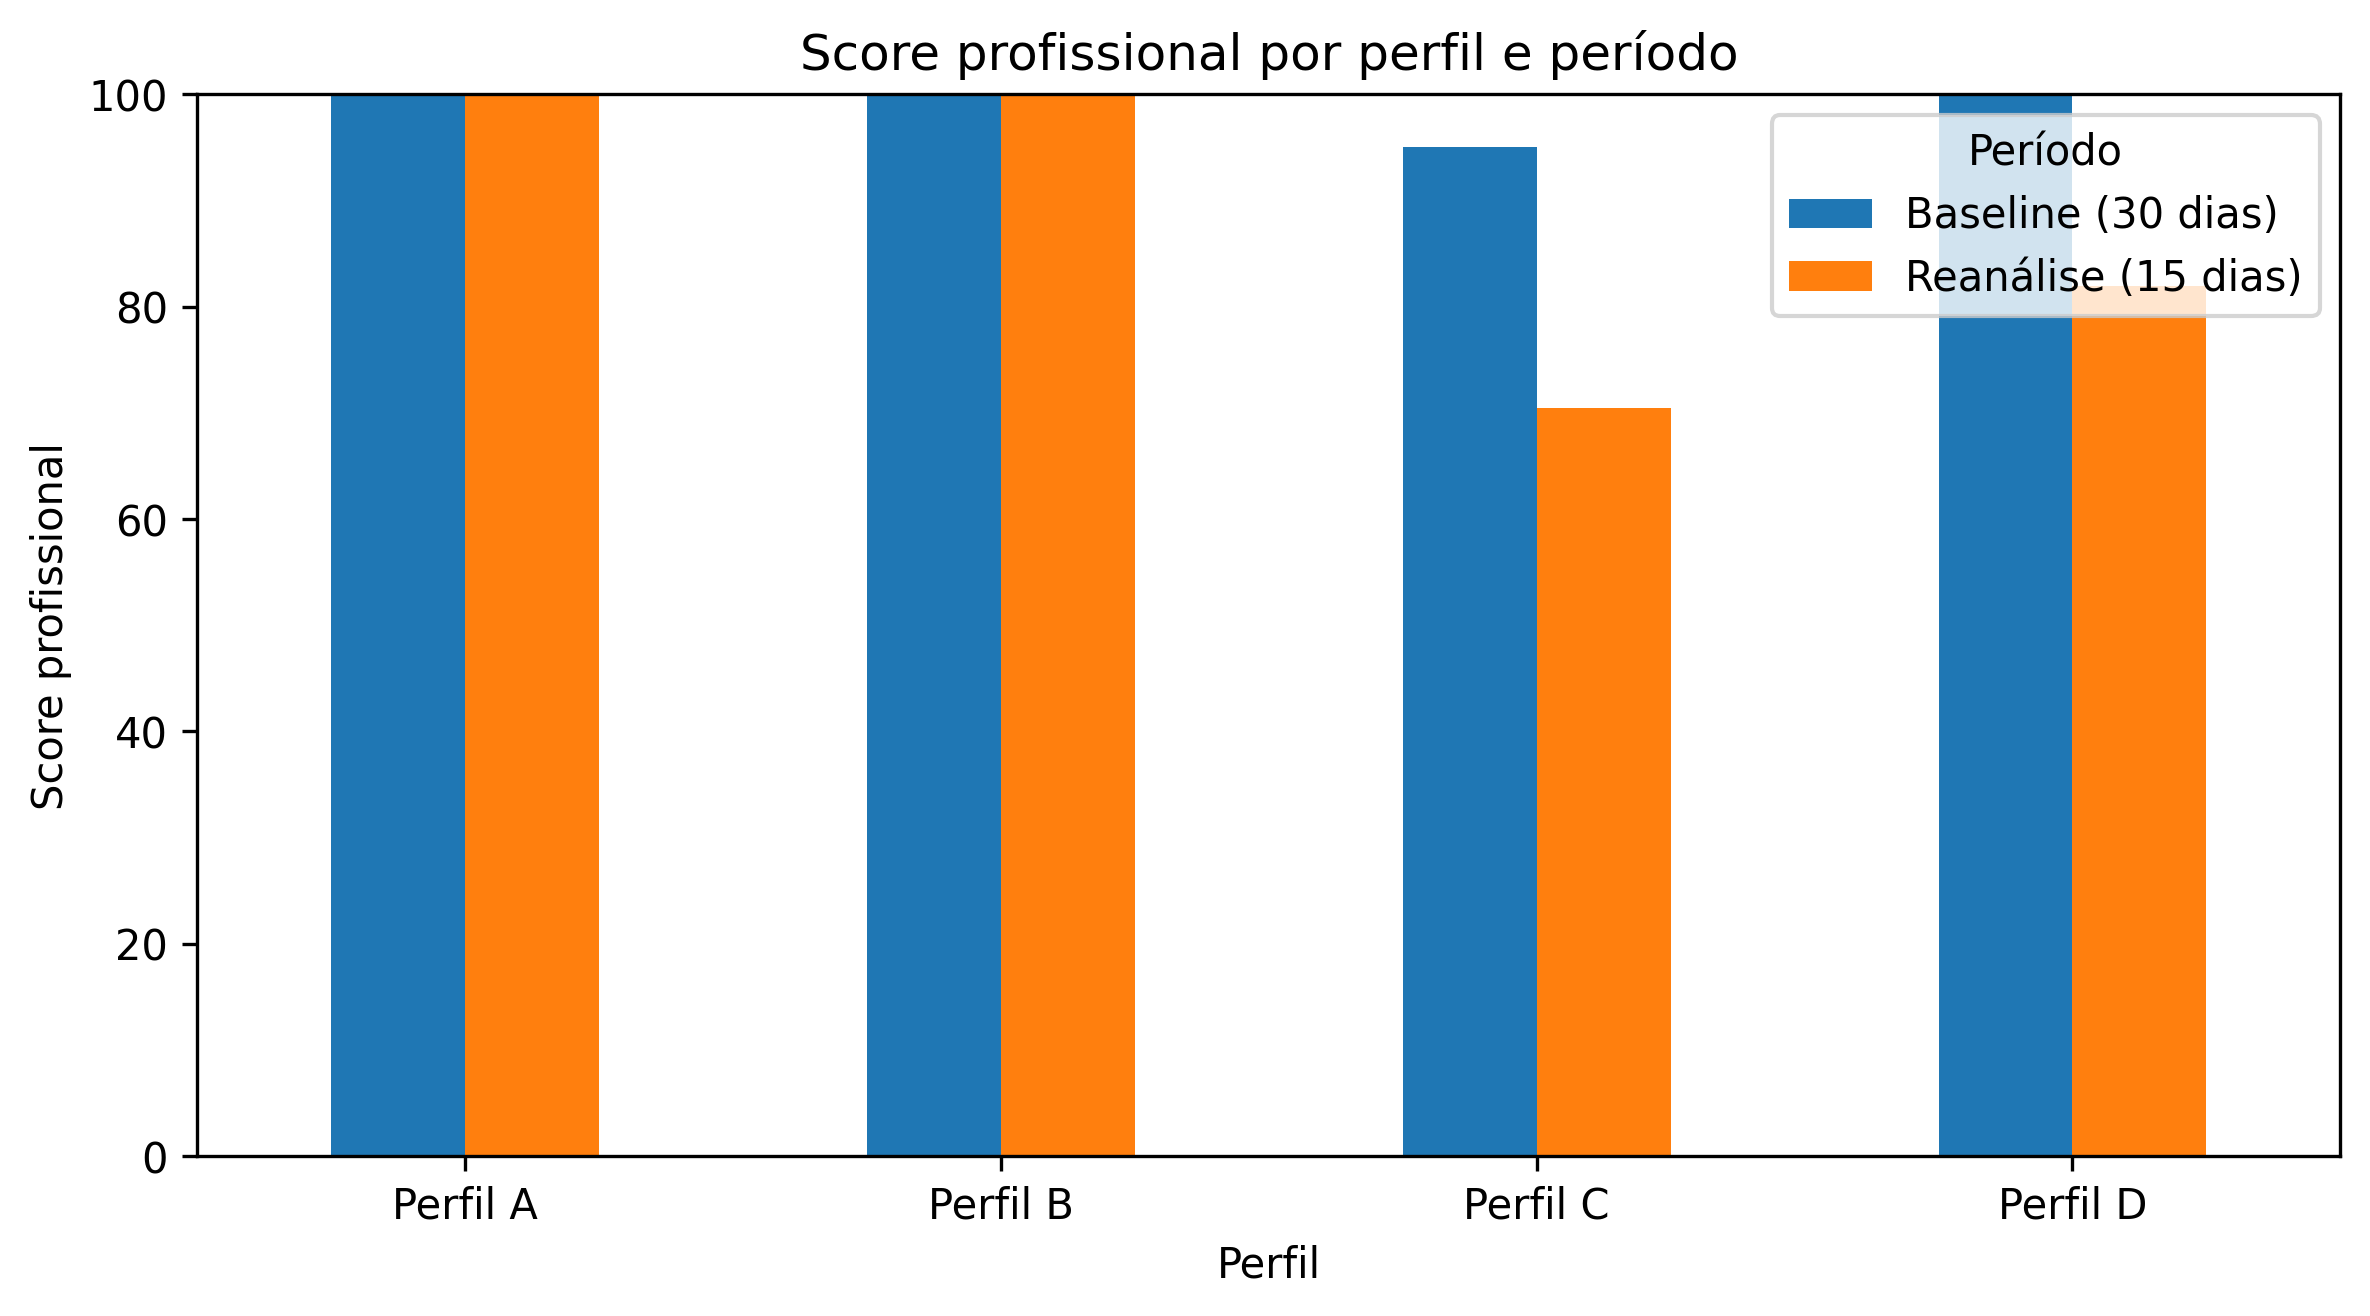 Score profissional por perfil e período
100
80
60
40
20
0
Score profissional
Período
Baseline (30 dias)
Reanálise (15 dias)
Perfil A
Perfil B
Perfil C
Perfil D
Perfil